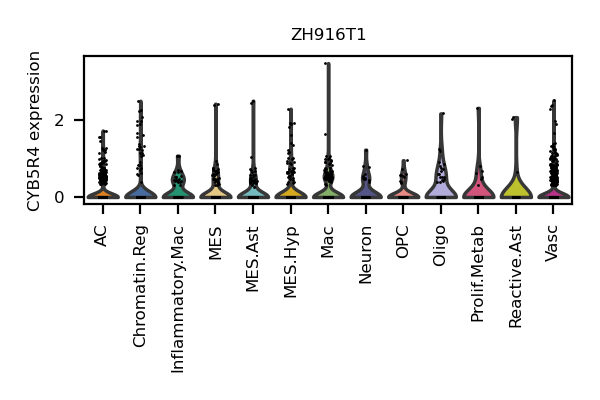 ZH916T1
CYB5R4 expression
2
0
AC
Chromatin.Reg
Inflammatory.Mac
MES
MES.Ast
MES.Hyp
Mac
Neuron
OPC
Oligo
Prolif.Metab
Reactive.Ast
Vasc